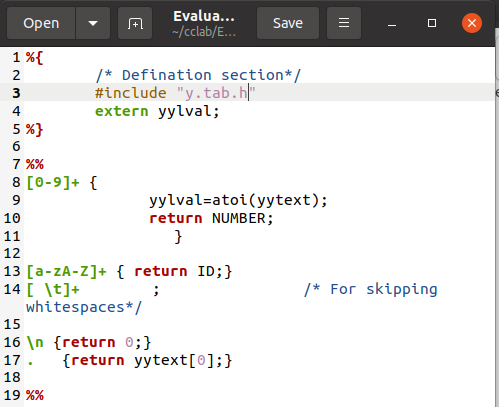 Open Evalua... Save
~/cclab/E...
1 %{
2 /* Defination section*/
3 #include "y.tab.h"
4 extern yylval;
5 %}
6
7 %%
8 [0-9]+ {
9 yylval=atoi(yytext);
10 return NUMBER;
11 }
12
13 [a-zA-Z]+ { return ID;}
14 [ \t]+ ; /* For skipping
whitespaces*/
15
16 \n {return 0;}
17 . {return yytext[0];}
18
19 %%